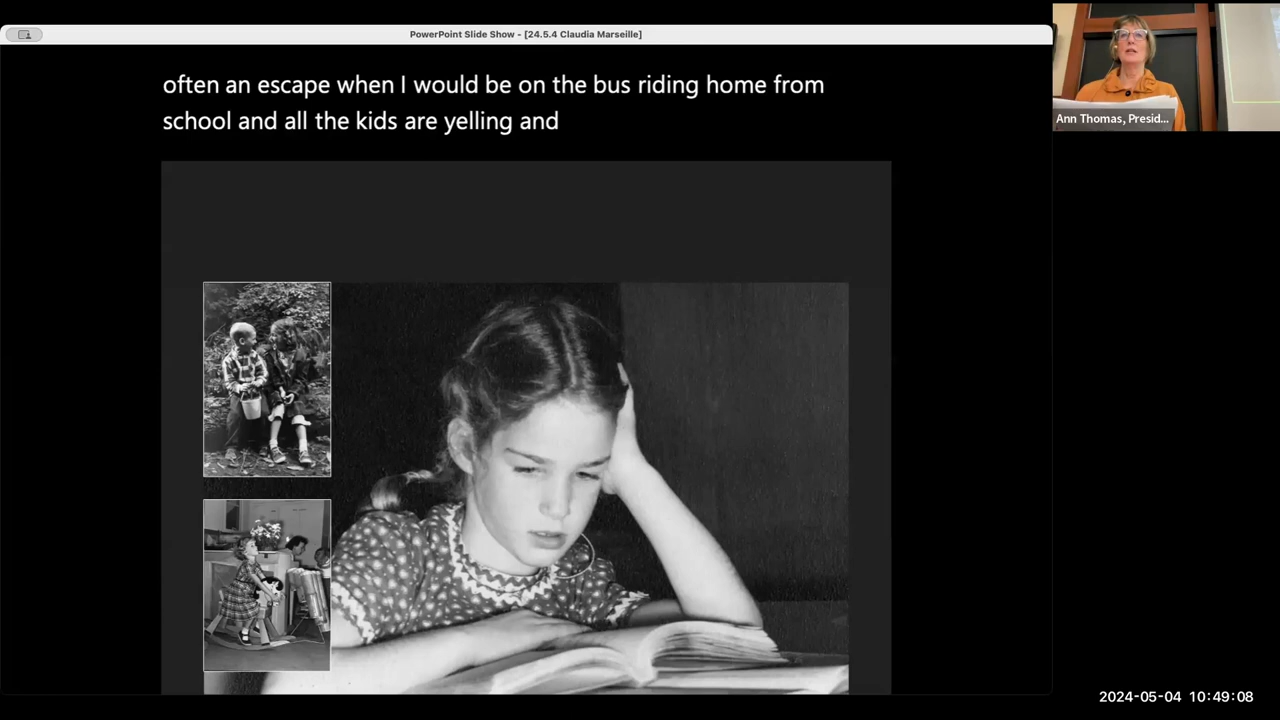 PowerPoint Slide Show - [24.5.4 Claudia Marseille]
often an escape when I would be on the bus riding home from
school and all the kids are yelling and
Ann Thomas, Presid...
2024-05-04 10:49:08